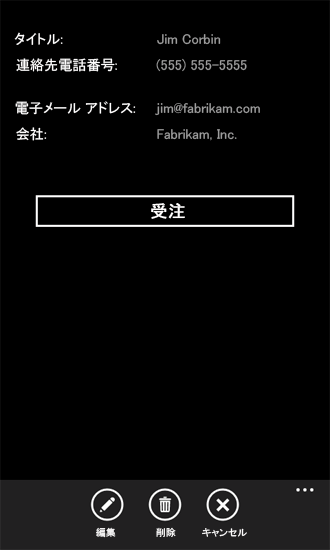 タイトル: Jim Corbin
連絡先電話番号: (555) 555-5555
電子メール アドレス: jim@fabrikam.com
会社: Fabrikam, Inc.
受注
編集 削除 キャンセル